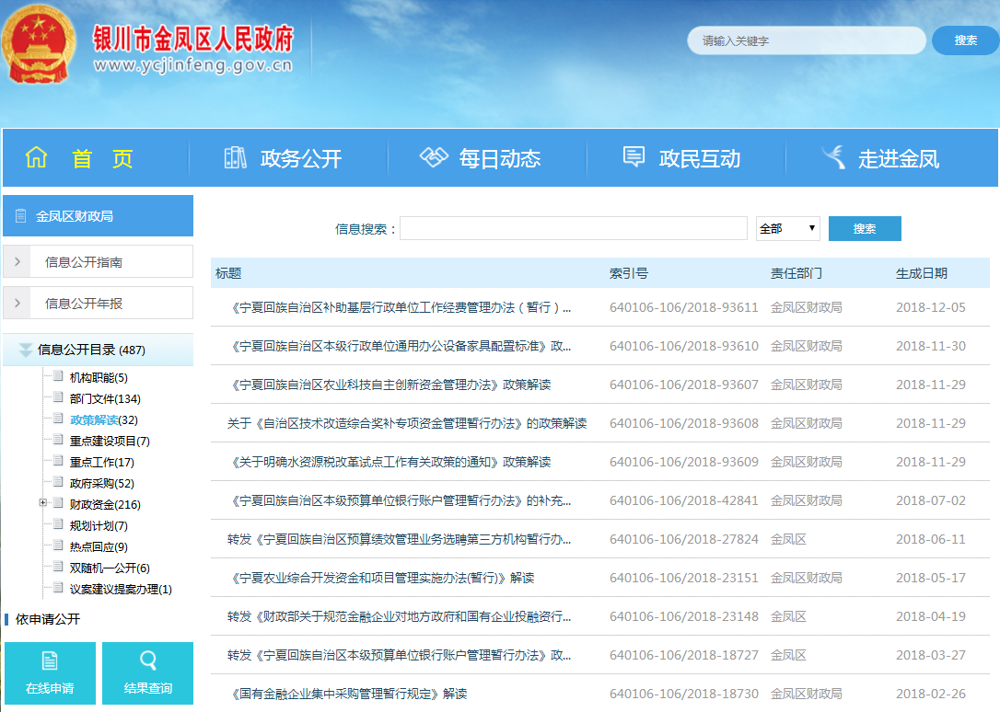 银川市金凤区人民政府
www.ycjinfeng.gov.cn
请输入关键字
搜索
首 页
政务公开
每日动态
政民互动
走进金凤
金凤区财政局
信息公开指南
信息公开年报
信息公开目录 (487)
机构职能(5)
部门文件(134)
政策解读(32)
重点建设项目(7)
重点工作(17)
政府采购(52)
财政资金(216)
规划计划(7)
热点回应(9)
双随机一公开(6)
议案建议提案办理(1)
依申请公开
在线申请
结果查询
信息搜索：
全部
搜索
标题 索引号 责任部门 生成日期
《宁夏回族自治区补助基层行政单位工作经费管理办法（暂行）... 640106-106/2018-93611 金凤区财政局 2018-12-05
《宁夏回族自治区本级行政单位通用办公设备家具配置标准》政... 640106-106/2018-93610 金凤区财政局 2018-11-30
《宁夏回族自治区农业科技自主创新资金管理办法》政策解读 640106-106/2018-93607 金凤区财政局 2018-11-29
关于《自治区技术改造综合奖补专项资金管理暂行办法》的政策解读 640106-106/2018-93608 金凤区财政局 2018-11-29
《关于明确水资源税改革试点工作有关政策的通知》政策解读 640106-106/2018-93609 金凤区财政局 2018-11-29
《宁夏回族自治区本级预算单位银行账户管理暂行办法》的补充... 640106-106/2018-42841 金凤区财政局 2018-07-02
转发《宁夏回族自治区预算绩效管理业务选聘第三方机构暂行办... 640106-106/2018-27824 金凤区 2018-06-11
《宁夏农业综合开发资金和项目管理实施办法(暂行)》解读 640106-106/2018-23151 金凤区财政局 2018-05-17
转发《财政部关于规范金融企业对地方政府和国有企业投融资行... 640106-106/2018-23148 金凤区 2018-04-19
转发《宁夏回族自治区本级预算单位银行账户管理暂行办法》政... 640106-106/2018-18727 金凤区 2018-03-27
《国有金融企业集中采购管理暂行规定》解读 640106-106/2018-18730 金凤区财政局 2018-02-26